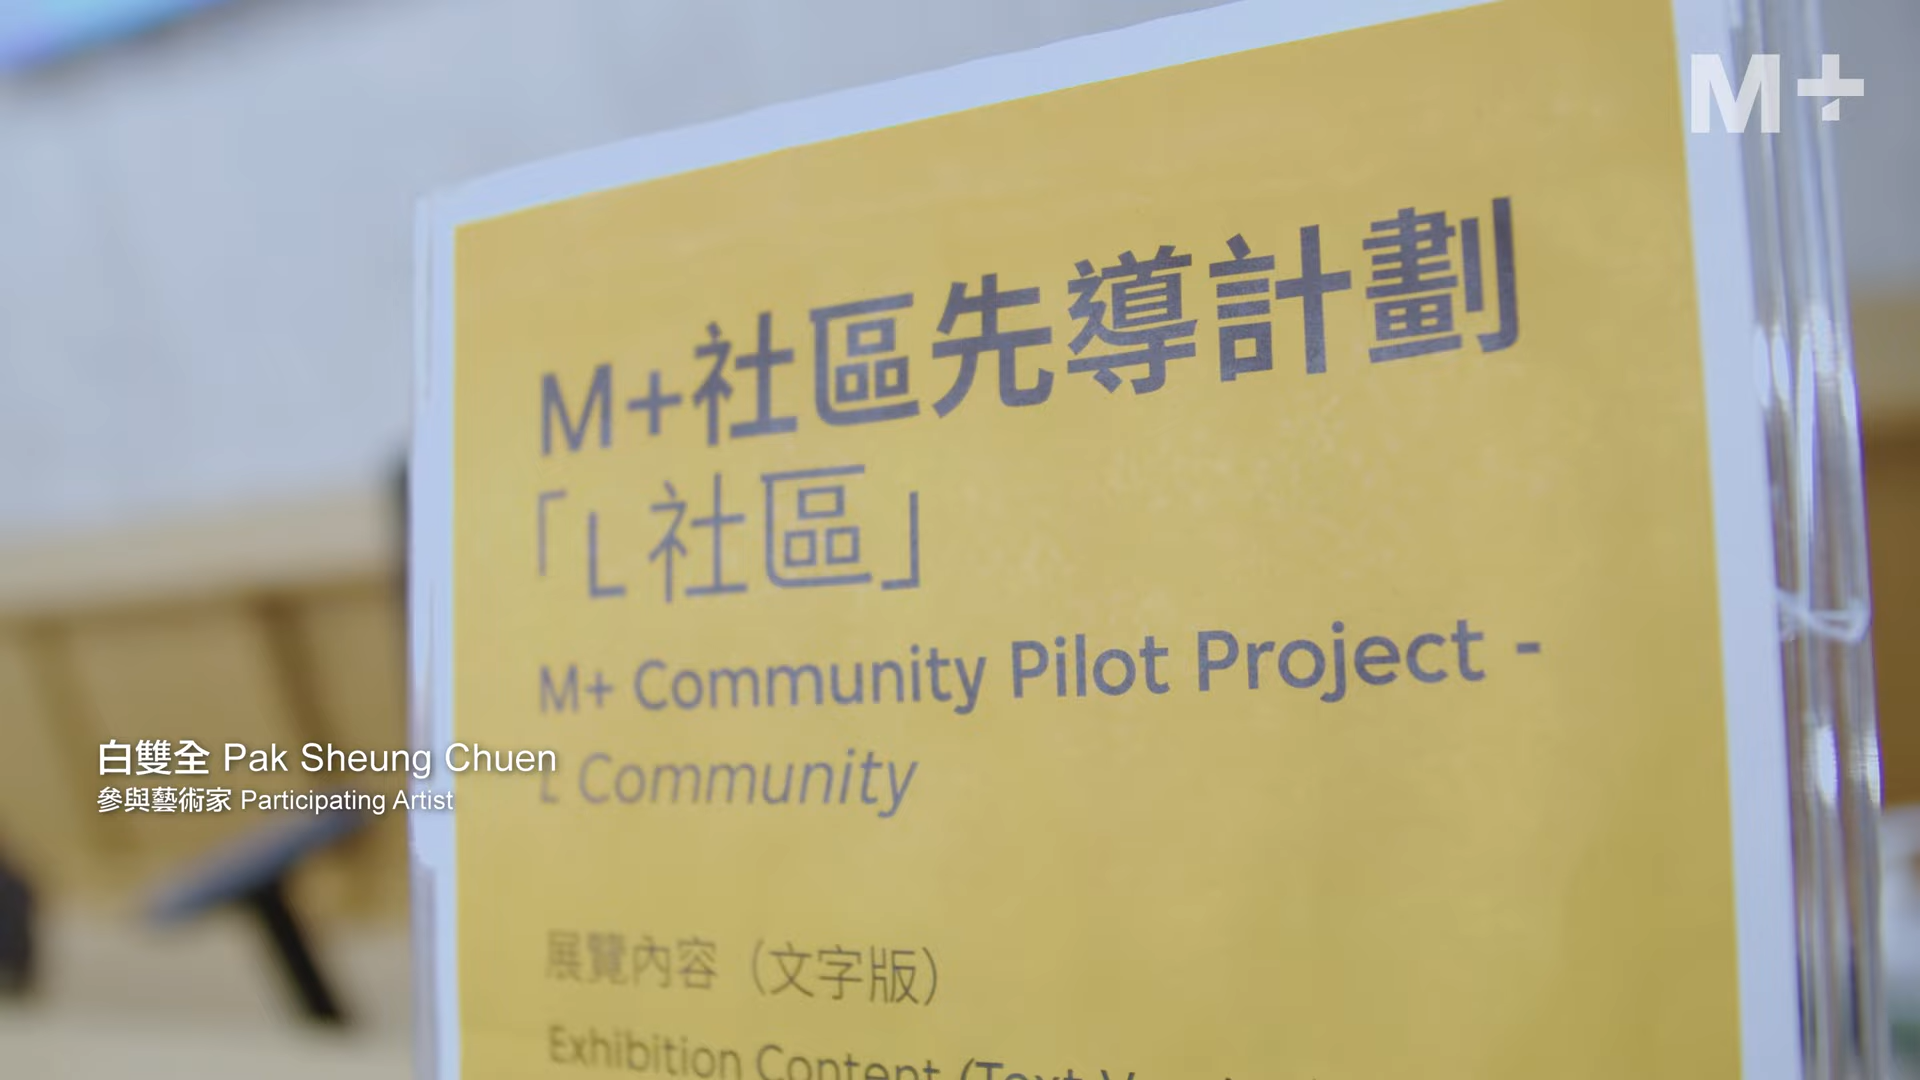 M+
M+社區先導計劃
「L社區」
M+ Community Pilot Project -
L Community
白雙全 Pak Sheung Chuen
參與藝術家 Participating Artist
展覽內容（文字版）
Exhibition Content (Text